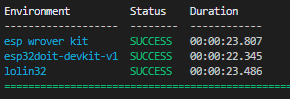 Environment Status Duration
------------------- -------- ------------
esp wrover kit SUCCESS 00:00:23.807
esp32doit-devkit-v1 SUCCESS 00:00:22.345
lolin32 SUCCESS 00:00:23.486